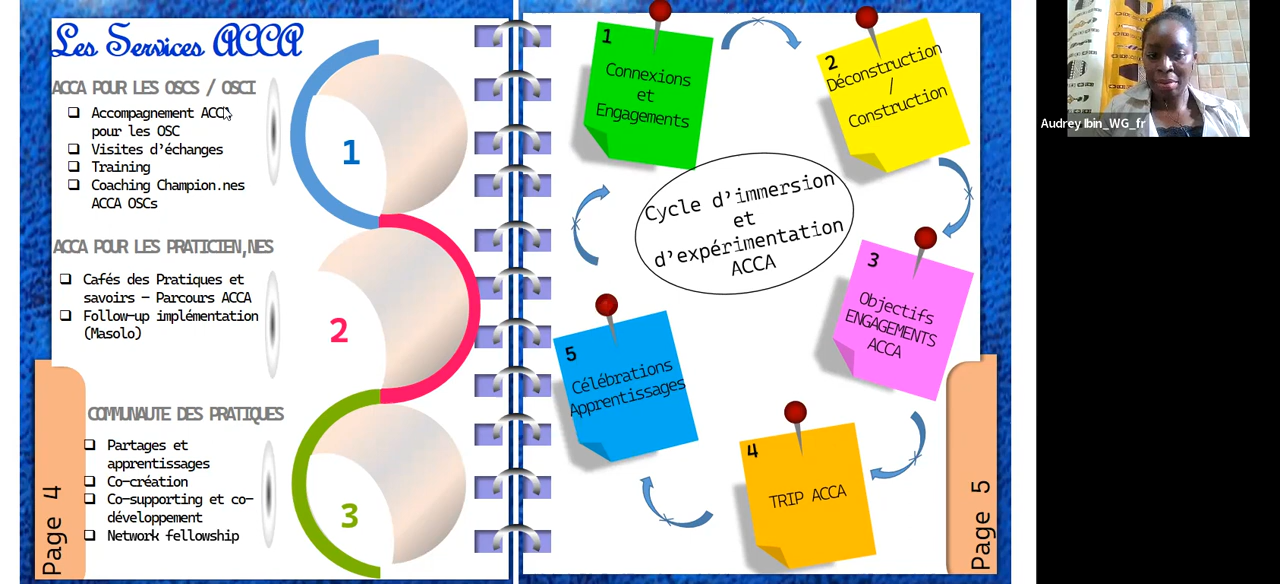 Les Services ACCA
ACCA POUR LES OSCS / OSCI
Accompagnement ACCA
pour les OSC
Visites d'échanges
Training
Coaching Champion.nes
ACCA OSCs
1
ACCA POUR LES PRATICIEN,NES
Cafés des Pratiques et
savoirs – Parcours ACCA
Follow-up implémentation
(Masolo)
2
COMMUNAUTE DES PRATIQUES
Partages et
apprentissages
Co-création
Co-supporting et co-
développement
Network fellowship
3
Page 4
1
Connexions
et
Engagements
2
Déconstruction
/
Construction
Cycle d'immersion
et
d'expérimentation
ACCA
3
Objectifs
ENGAGEMENTS
ACCA
4
TRIP ACCA
5
Célébrations
Apprentissages
Page 5
Audrey Ibin_WG_fr